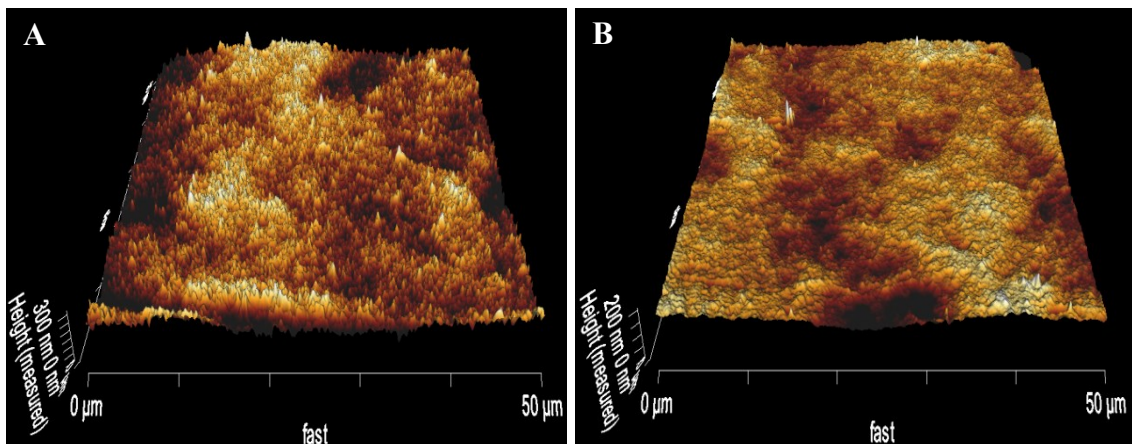 A
300 nm 0 nm
Height (measured)
0 µm
50 µm
fast
B
200 nm 0 nm
Height (measured)
0 µm
50 µm
fast